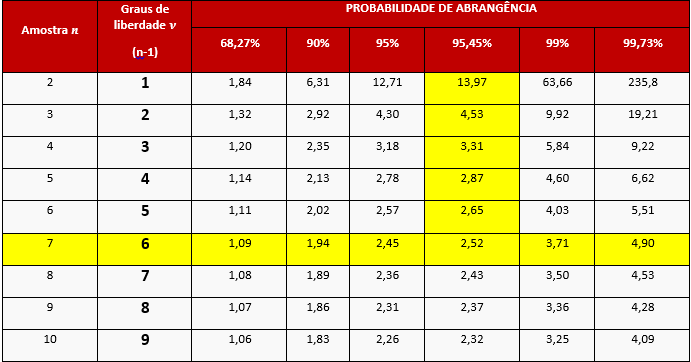 Amostra n
Graus de liberdade ν (n-1)
PROBABILIDADE DE ABRANGÊNCIA
68,27% 90% 95% 95,45% 99% 99,73%
2 1 1,84 6,31 12,71 13,97 63,66 235,8
3 2 1,32 2,92 4,30 4,53 9,92 19,21
4 3 1,20 2,35 3,18 3,31 5,84 9,22
5 4 1,14 2,13 2,78 2,87 4,60 6,62
6 5 1,11 2,02 2,57 2,65 4,03 5,51
7 6 1,09 1,94 2,45 2,52 3,71 4,90
8 7 1,08 1,89 2,36 2,43 3,50 4,53
9 8 1,07 1,86 2,31 2,37 3,36 4,28
10 9 1,06 1,83 2,26 2,32 3,25 4,09